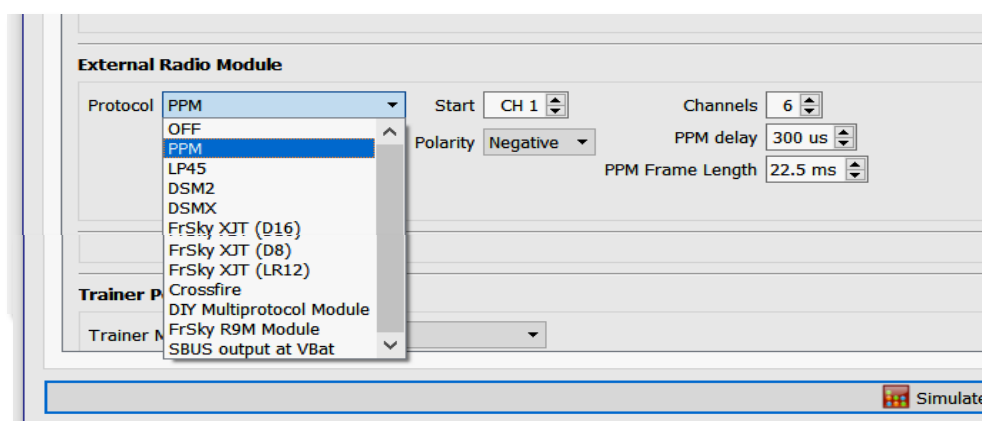 External Radio Module
Protocol PPM Start CH 1 Channels 6
OFF
Polarity Negative PPM delay 300 us
PPM
PPM Frame Length 22.5 ms
LP45
DSM2
DSMX
FrSky XJT (D16)
FrSky XJT (D8)
FrSky XJT (LR12)
Crossfire
DIY Multiprotocol Module
FrSky R9M Module
SBUS output at VBat
Trainer
Trainer
Simulate